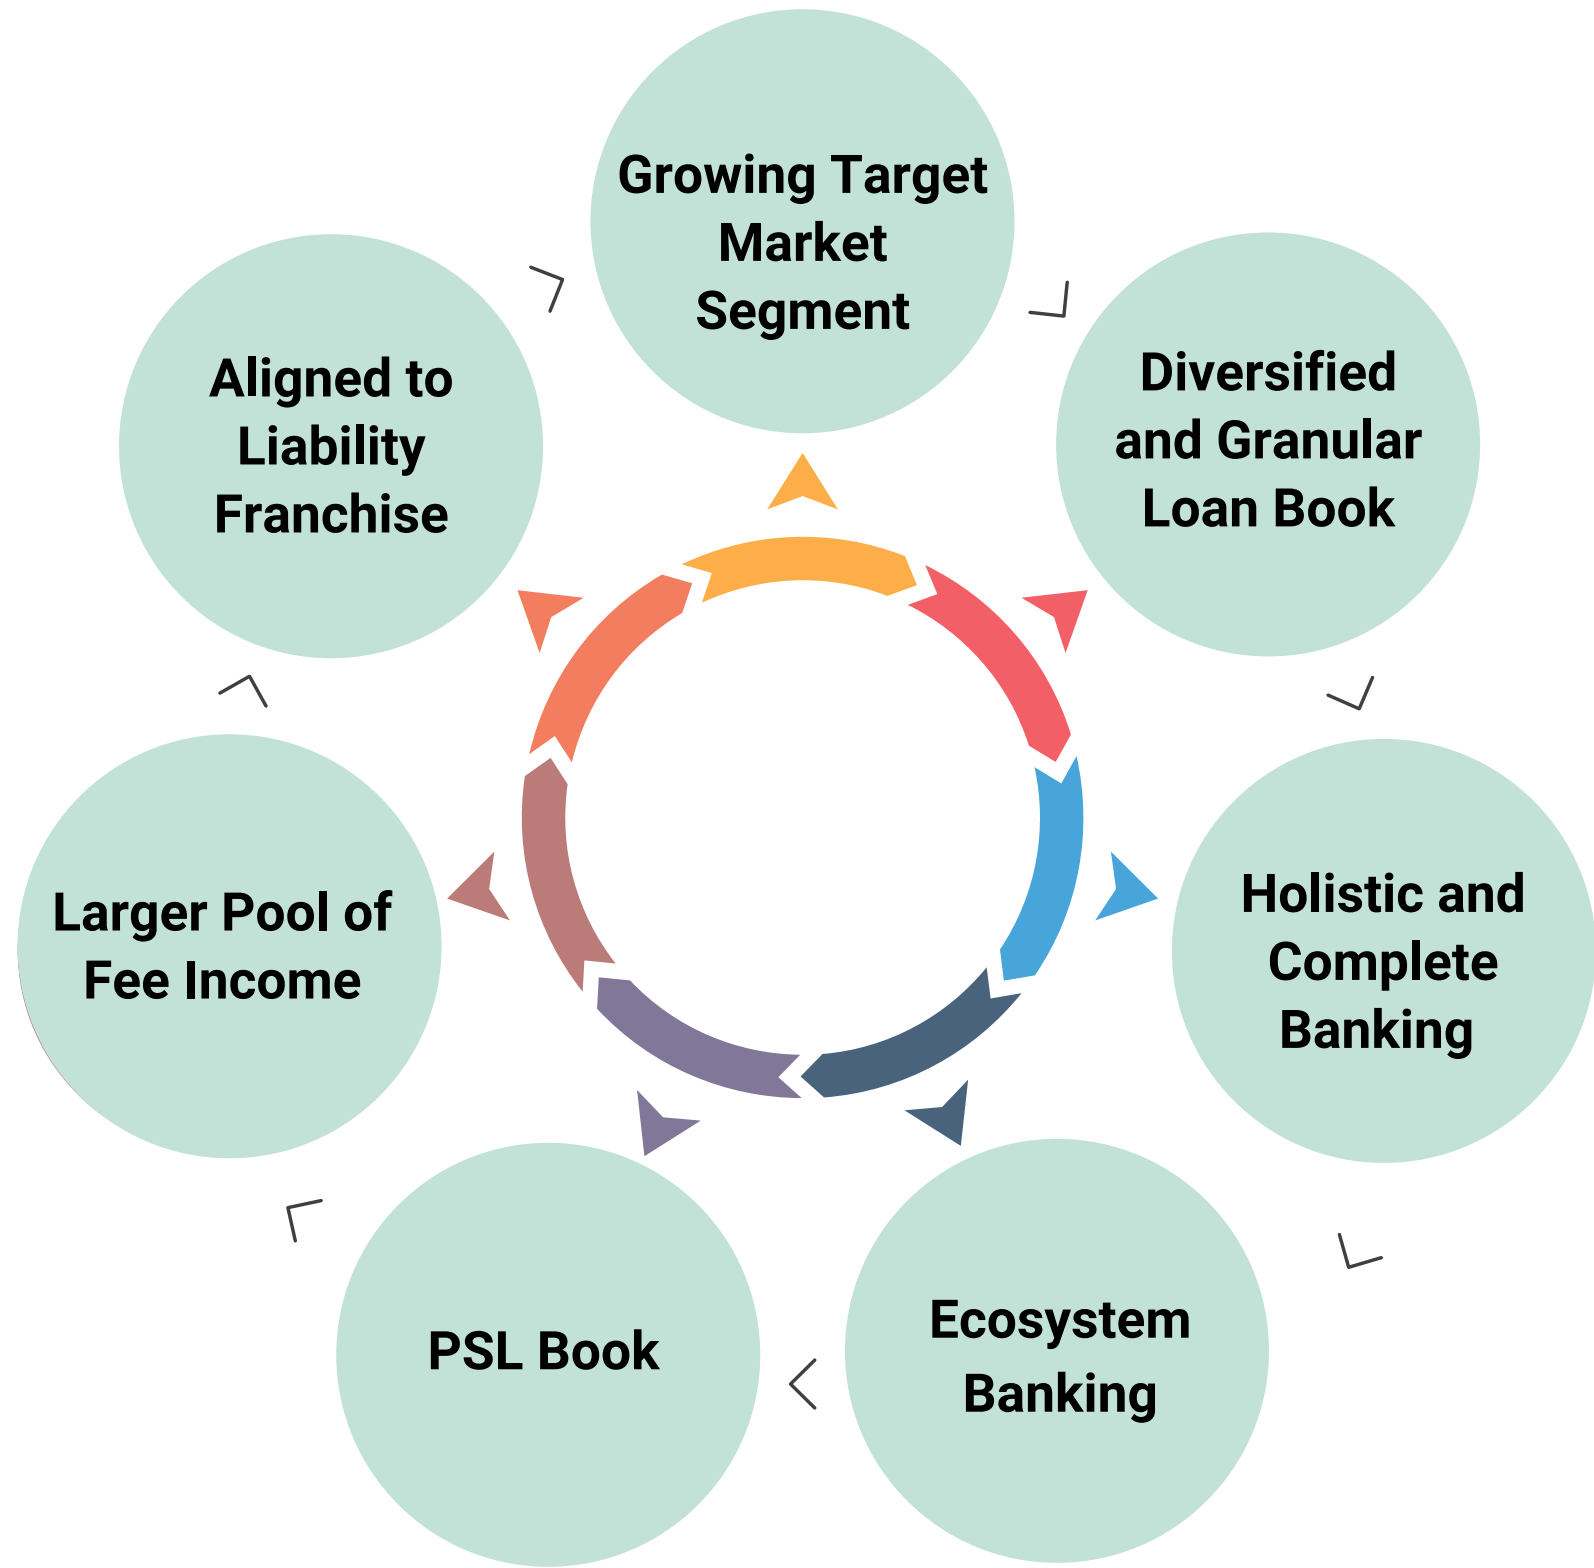 Growing Target
Market
Segment
Diversified
and Granular
Loan Book
Holistic and
Complete
Banking
Ecosystem
Banking
PSL Book
Larger Pool of
Fee Income
Aligned to
Liability
Franchise